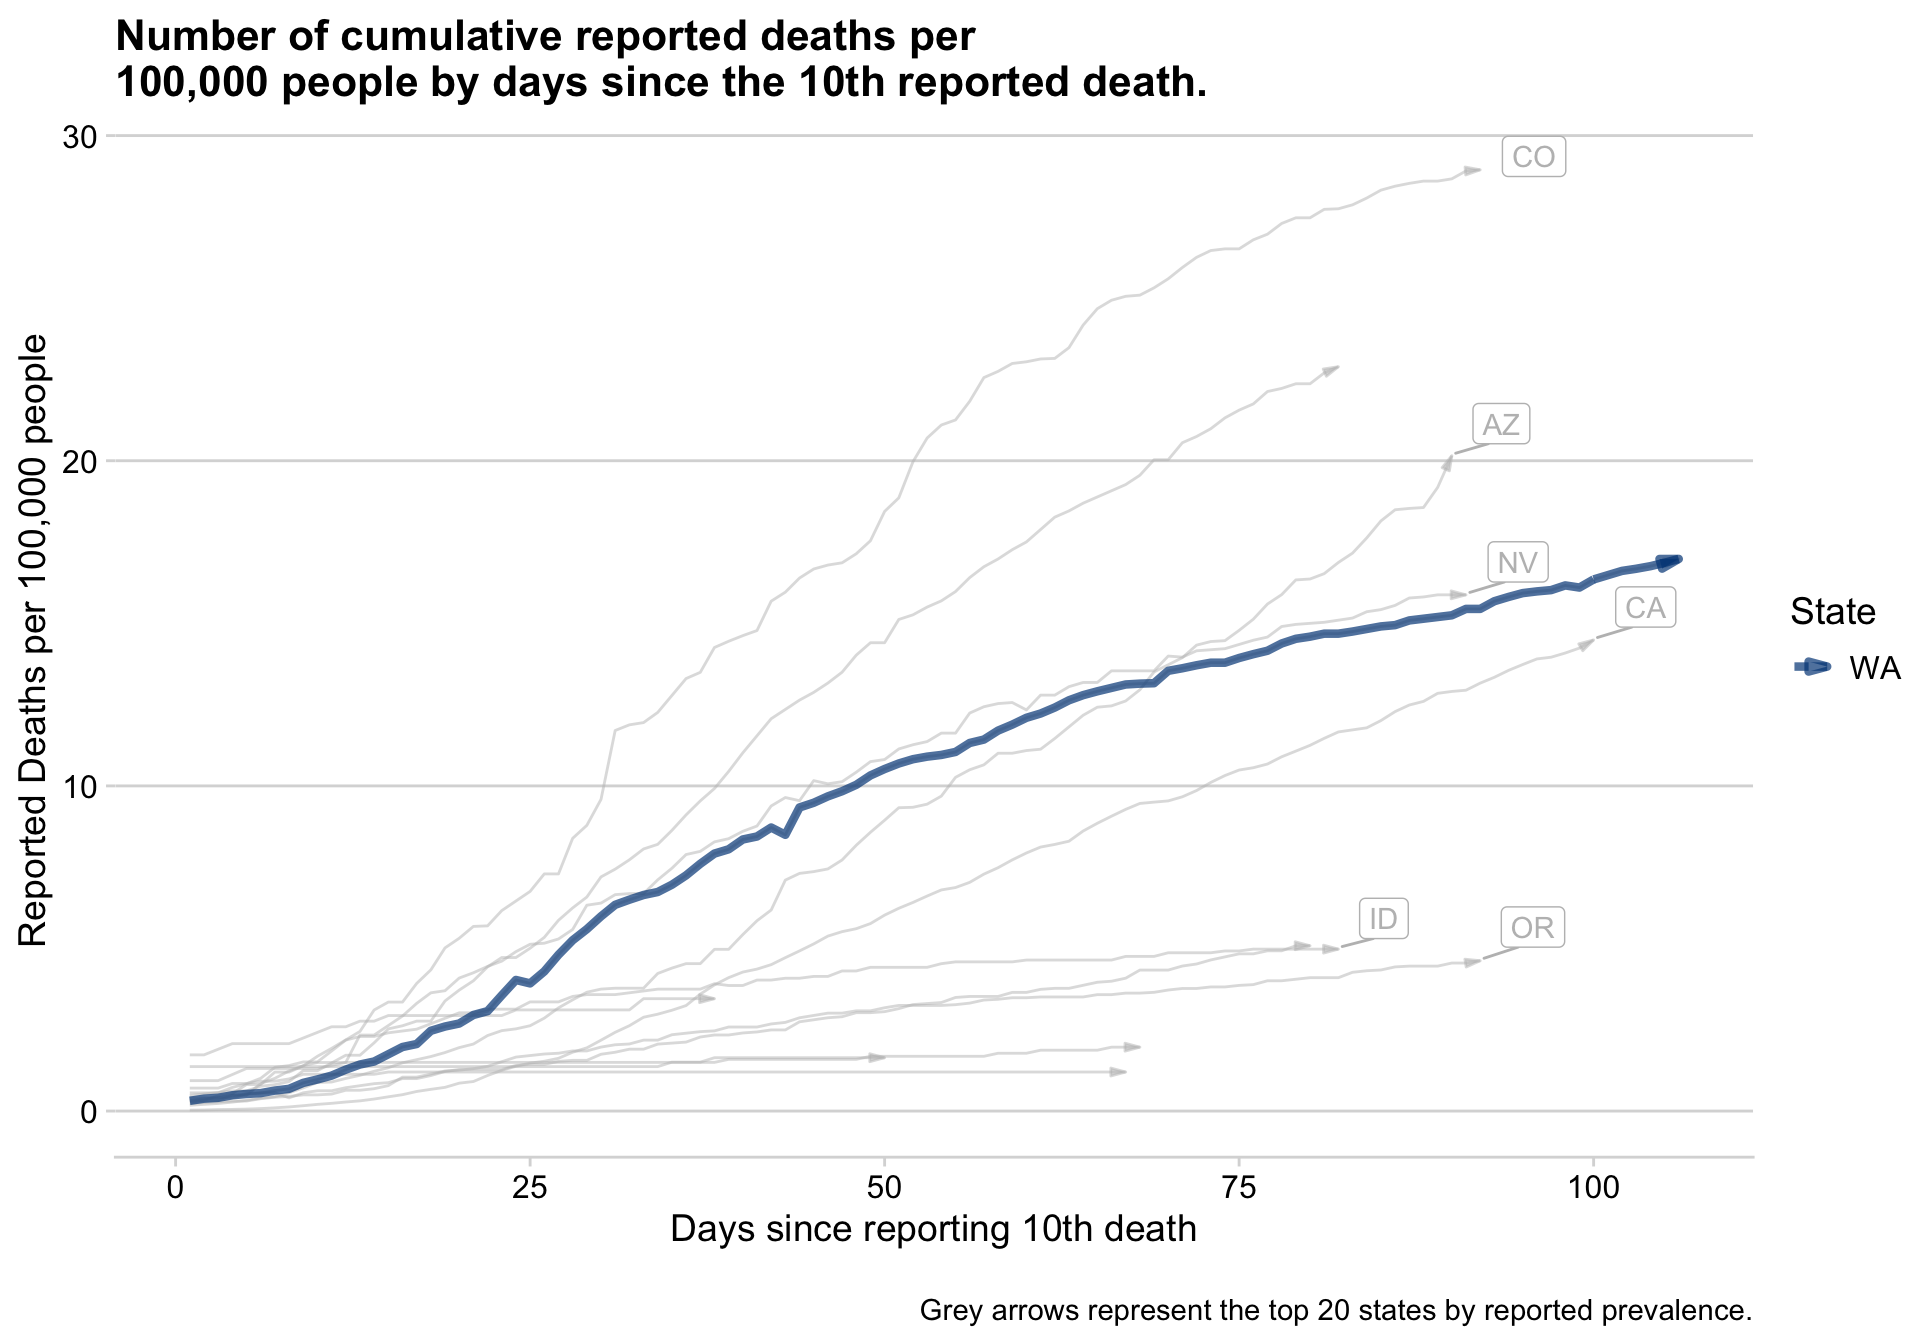 Number of cumulative reported deaths per
100,000 people by days since the 10th reported death.
30
20
10
0
Reported Deaths per 100,000 people
CO
AZ
NV
CA
ID
OR
State
WA
0
25
50
75
100
Days since reporting 10th death
Grey arrows represent the top 20 states by reported prevalence.